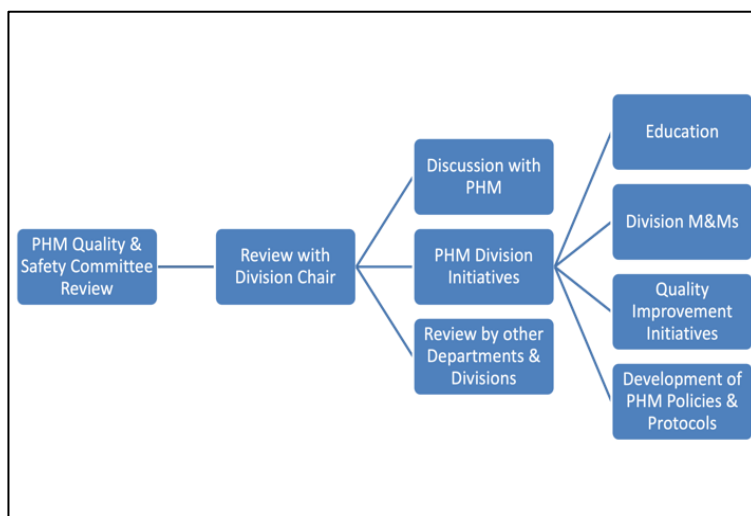 PHM Quality &
Safety Committee
Review
Review with
Division Chair
Discussion with
PHM
PHM Division
Initiatives
Review by other
Departments &
Divisions
Education
Division M&Ms
Quality
Improvement
Initiatives
Development of
PHM Policies &
Protocols